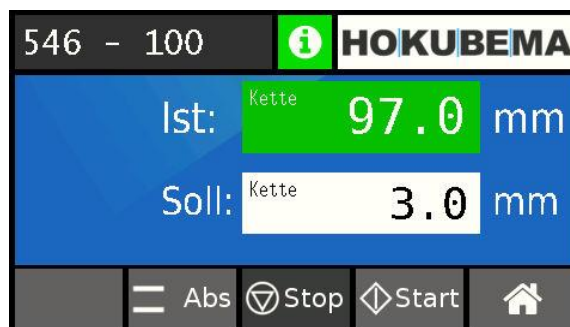 546 - 100 i HOKUBEMA
Ist: Kette 97.0 mm
Soll: Kette 3.0 mm
Abs Stop Start